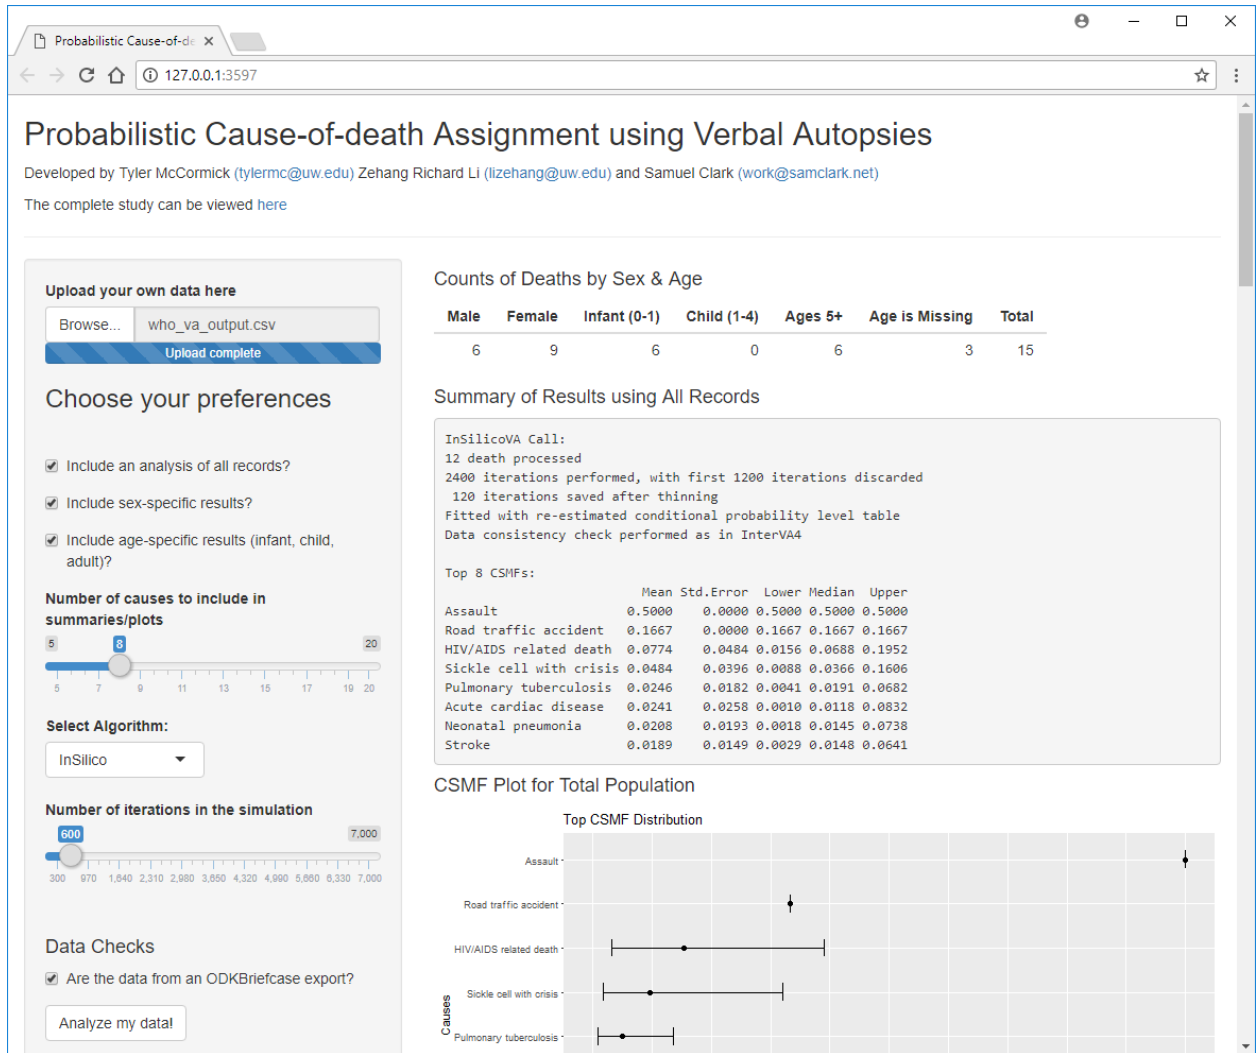 Probabilistic Cause-of-de
127.0.0.1:3597
Probabilistic Cause-of-death Assignment using Verbal Autopsies
Developed by Tyler McCormick (tylermc@uw.edu) Zehang Richard Li (lizehang@uw.edu) and Samuel Clark (work@samclark.net)
The complete study can be viewed here
Upload your own data here
Browse... who_va_output.csv
Upload complete
Choose your preferences
Include an analysis of all records?
Include sex-specific results?
Include age-specific results (infant, child,
adult)?
Number of causes to include in
summaries/plots
5 8 20
5 7 9 11 13 15 17 19 20
Select Algorithm:
InSilico
Number of iterations in the simulation
600 7,000
300 970 1,640 2,310 2,980 3,650 4,320 4,990 5,660 6,330 7,000
Data Checks
Are the data from an ODKBriefcase export?
Analyze my data!
Counts of Deaths by Sex & Age
Male Female Infant (0-1) Child (1-4) Ages 5+ Age is Missing Total
6 9 6 0 6 3 15
Summary of Results using All Records
InSilicoVA Call:
12 death processed
2400 iterations performed, with first 1200 iterations discarded
120 iterations saved after thinning
Fitted with re-estimated conditional probability level table
Data consistency check performed as in InterVA4
Top 8 CSMFs:
Mean Std.Error Lower Median Upper
Assault 0.5000 0.0000 0.5000 0.5000 0.5000
Road traffic accident 0.1667 0.0000 0.1667 0.1667 0.1667
HIV/AIDS related death 0.0774 0.0484 0.0156 0.0688 0.1952
Sickle cell with crisis 0.0484 0.0396 0.0088 0.0366 0.1606
Pulmonary tuberculosis 0.0246 0.0182 0.0041 0.0191 0.0682
Acute cardiac disease 0.0241 0.0258 0.0010 0.0118 0.0832
Neonatal pneumonia 0.0208 0.0193 0.0018 0.0145 0.0738
Stroke 0.0189 0.0149 0.0029 0.0148 0.0641
CSMF Plot for Total Population
Top CSMF Distribution
Assault
Road traffic accident
HIV/AIDS related death
Sickle cell with crisis
Pulmonary tuberculosis
Causes